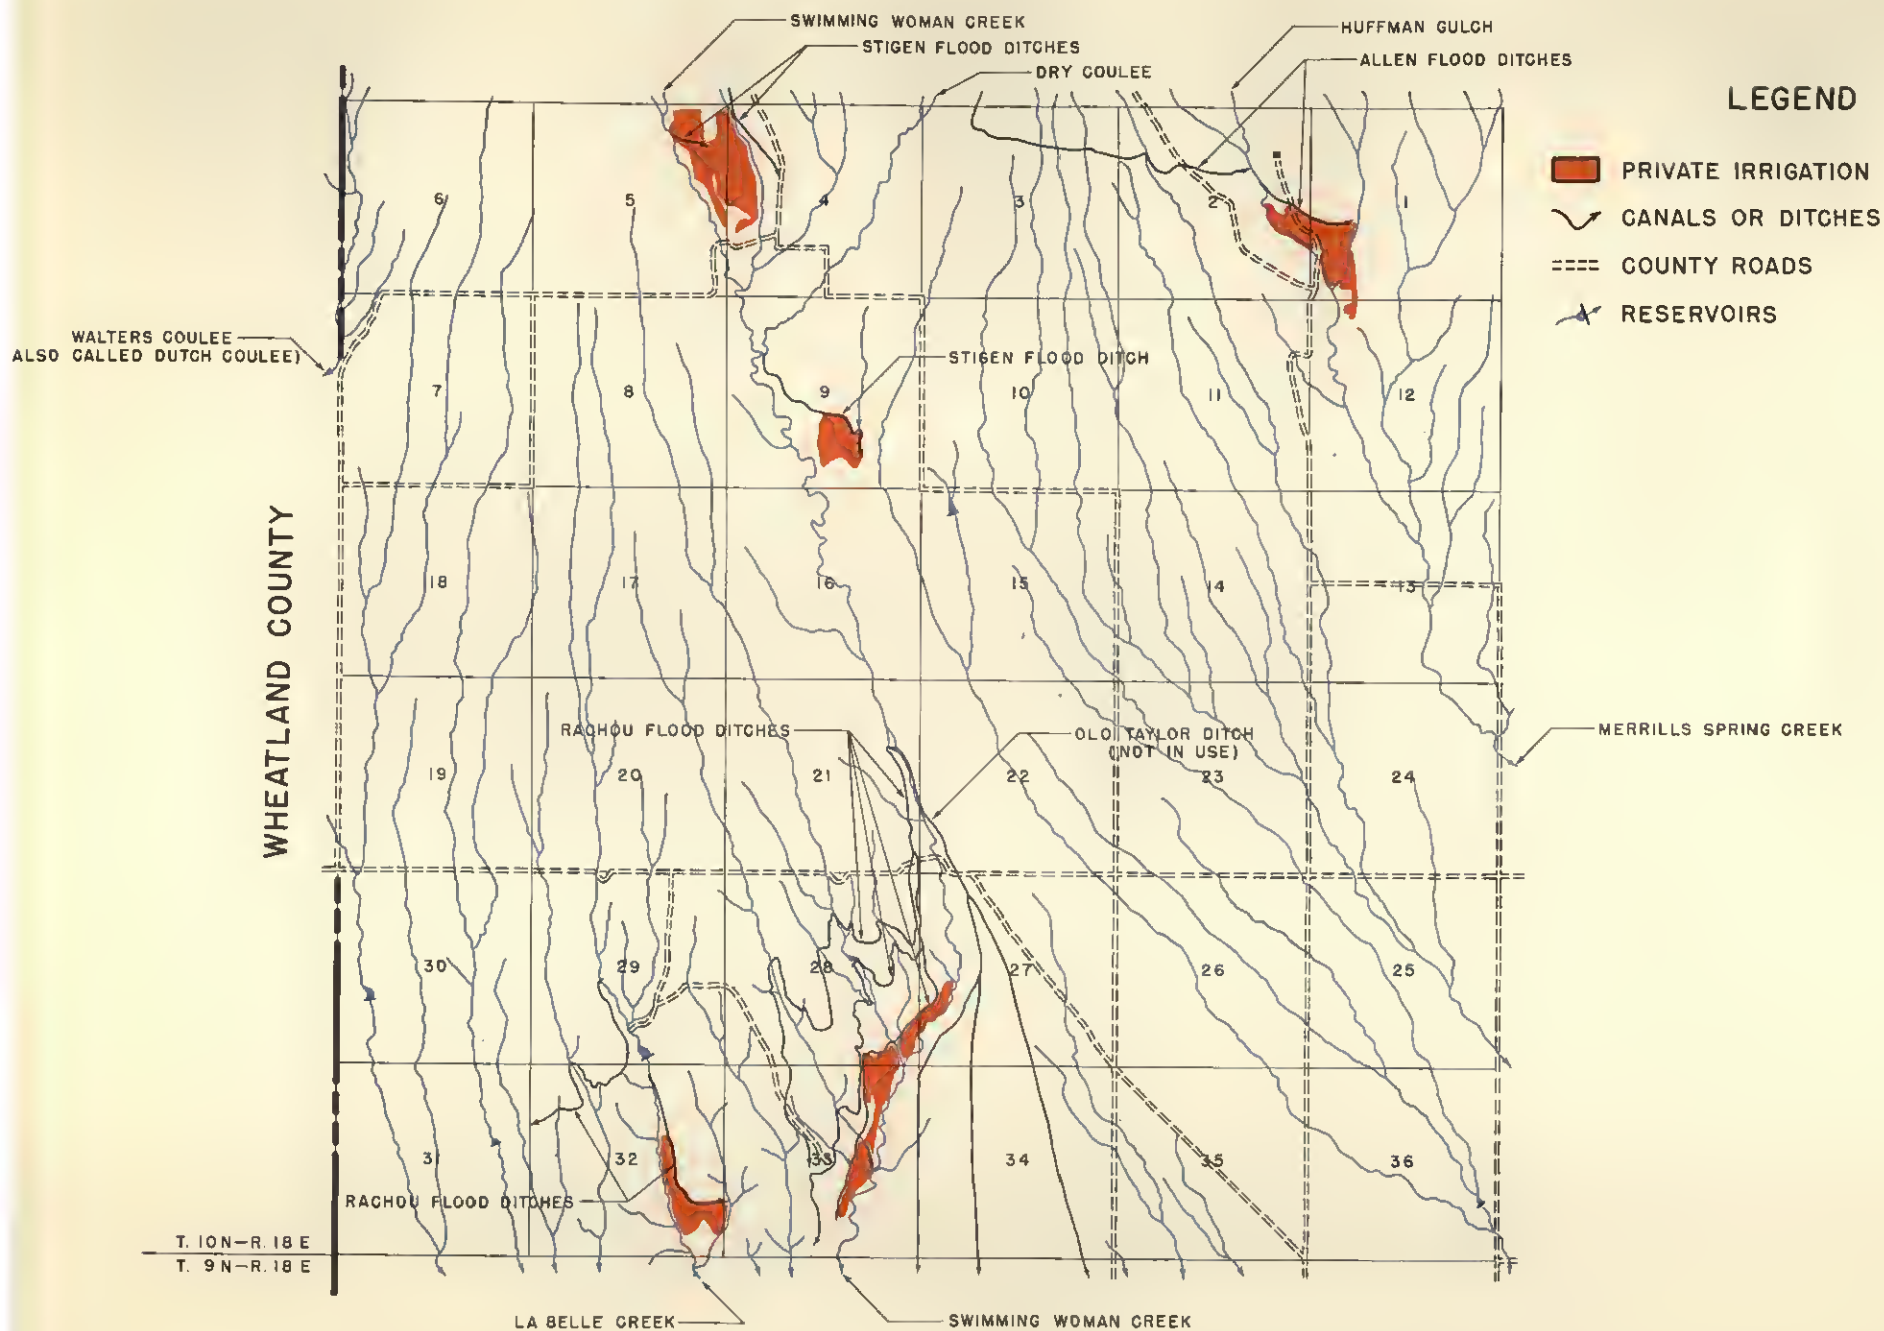 SWIMMING WOMAN CREEK
STIGEN FLOOD DITCHES
DRY COULEE
HUFFMAN GULCH
ALLEN FLOOD DITCHES
LEGEND
PRIVATE IRRIGATION
CANALS OR DITCHES
COUNTY ROADS
RESERVOIRS
6
5
4
3
2
1
WALTERS COULEE
ALSO CALLED DUTCH COULEE)
STIGEN FLOOD DITCH
7
8
9
10
11
12
WHEATLAND COUNTY
18
17
16
15
14
13
RACHOU FLOOD DITCHES
OLD TAYLOR DITCH
(NOT IN USE)
MERRILLS SPRING CREEK
19
20
21
22
23
24
30
29
28
27
26
25
31
32
33
34
35
36
RACHOU FLOOD DITCHES
T. 10N-R. 18 E
T. 9N-R. 18 E
LA BELLE CREEK
SWIMMING WOMAN CREEK